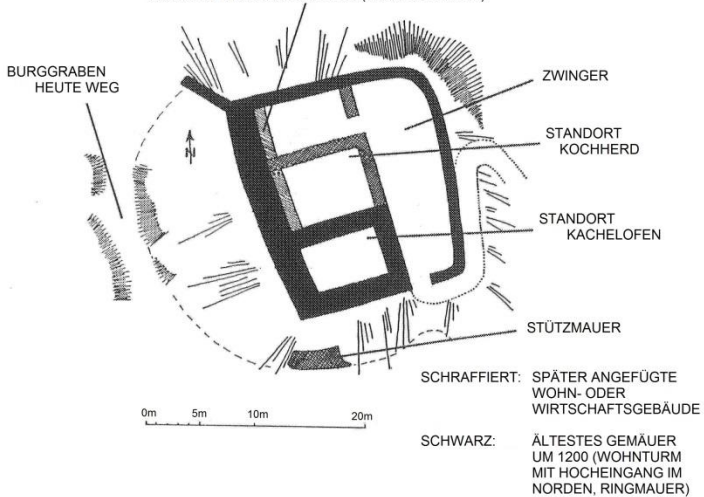 BURGGRABEN
HEUTE WEG
N
ZWINGER
STANDORT
KOCHHERD
STANDORT
KACHELOFEN
STÜTZMAUER
0m 5m 10m 20m
SCHRAFFIERT: SPÄTER ANGEFÜGTE
WOHN- ODER
WIRTSCHAFTSGEBÄUDE
SCHWARZ: ÄLTESTES GEMÄUER
UM 1200 (WOHNTURM
MIT HOCHEINGANG IM
NORDEN, RINGMAUER)